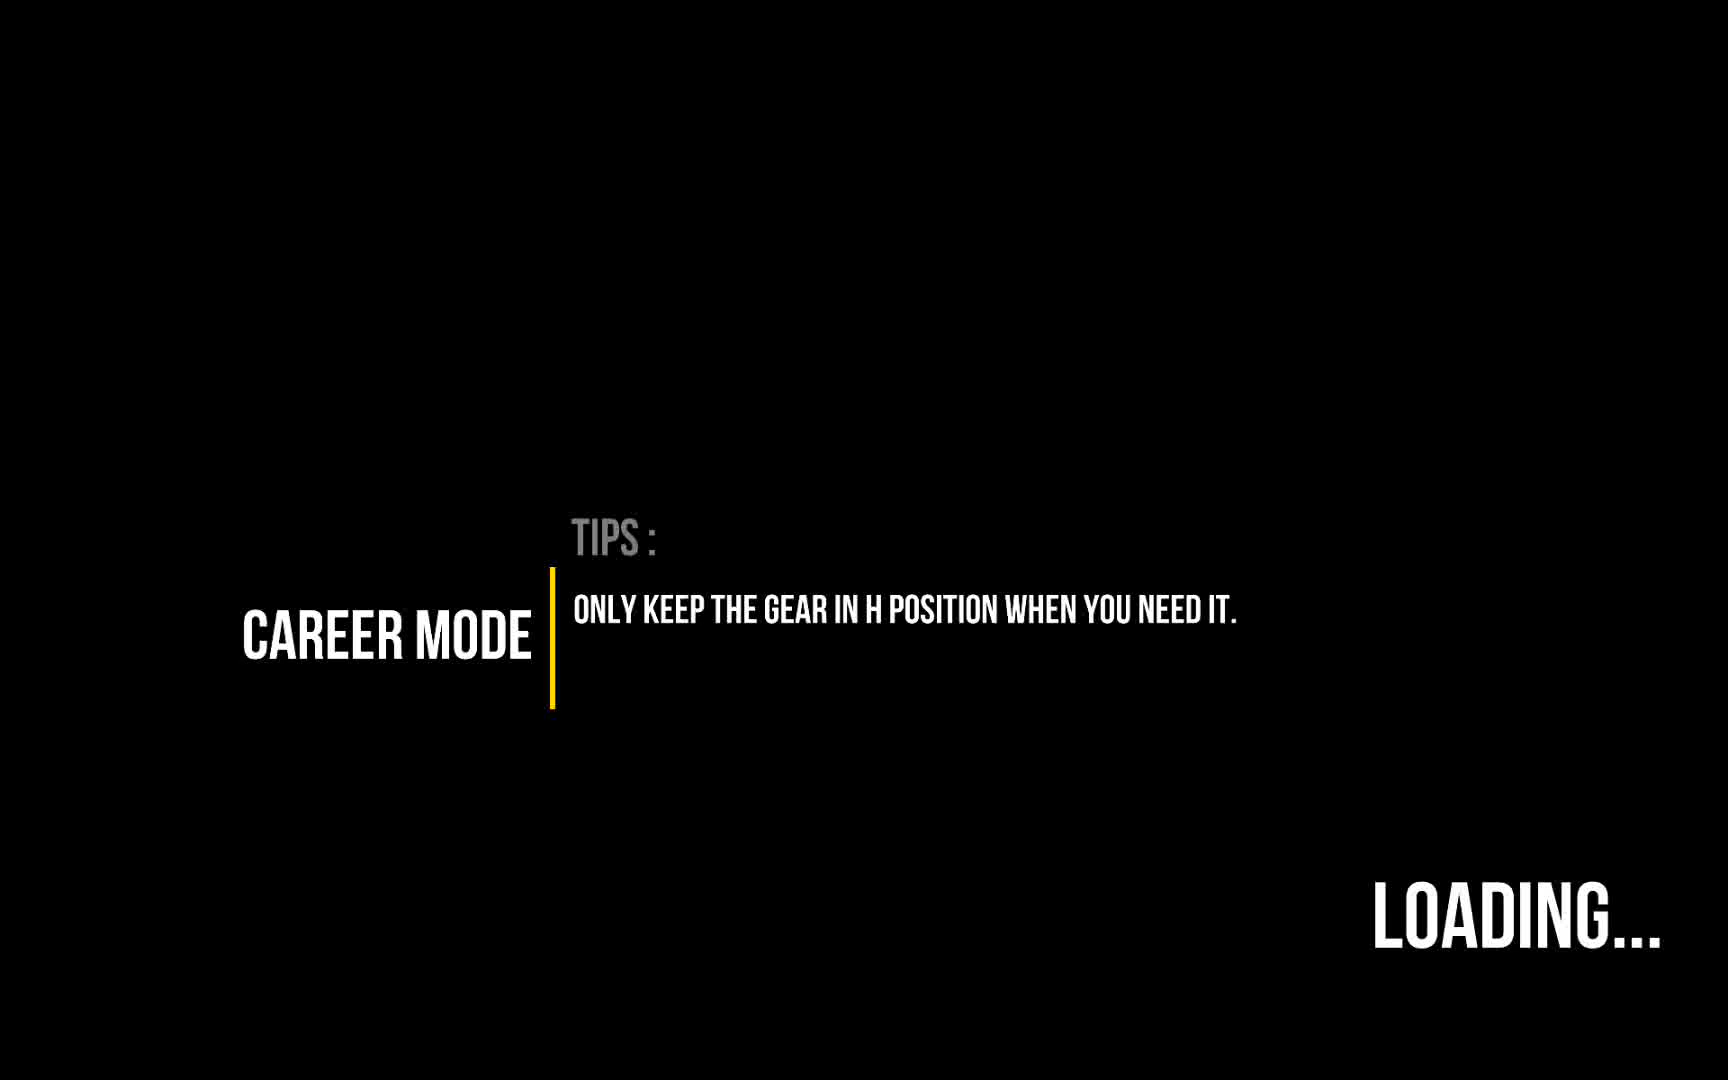 TIPS :
CAREER MODE
ONLY KEEP THE GEAR IN H POSITION WHEN YOU NEED IT.
LOADING...